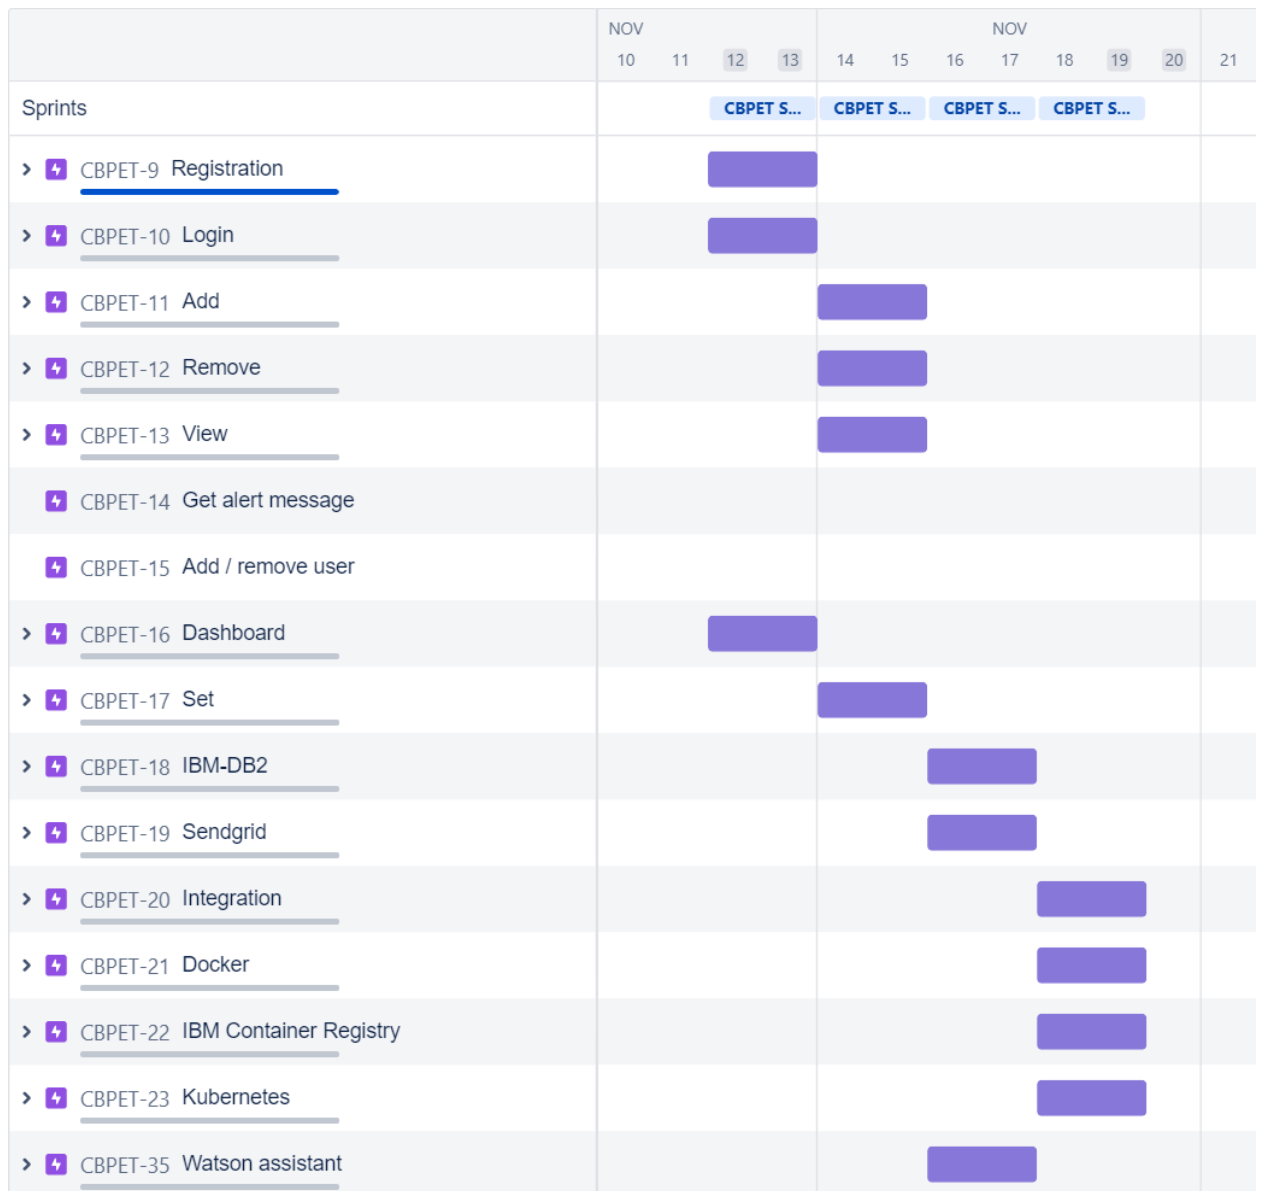 NOV NOV
10 11 12 13 14 15 16 17 18 19 20 21
Sprints CBPET S... CBPET S... CBPET S... CBPET S...
CBPET-9 Registration
CBPET-10 Login
CBPET-11 Add
CBPET-12 Remove
CBPET-13 View
CBPET-14 Get alert message
CBPET-15 Add / remove user
CBPET-16 Dashboard
CBPET-17 Set
CBPET-18 IBM-DB2
CBPET-19 Sendgrid
CBPET-20 Integration
CBPET-21 Docker
CBPET-22 IBM Container Registry
CBPET-23 Kubernetes
CBPET-35 Watson assistant